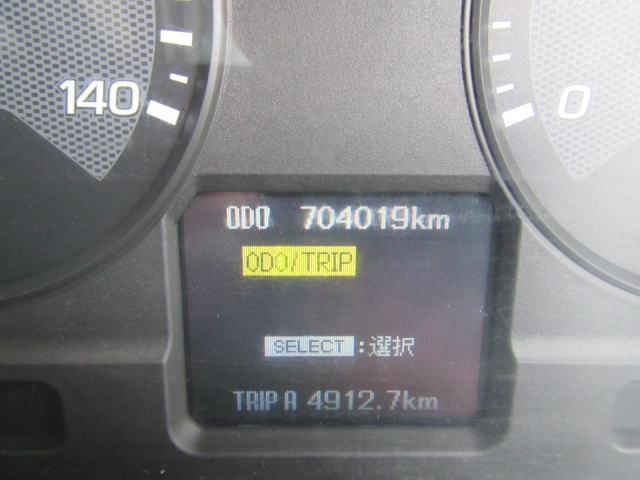 140
0
ODO 704019km
ODO/TRIP
SELECT:選択
TRIP A 4912.7km